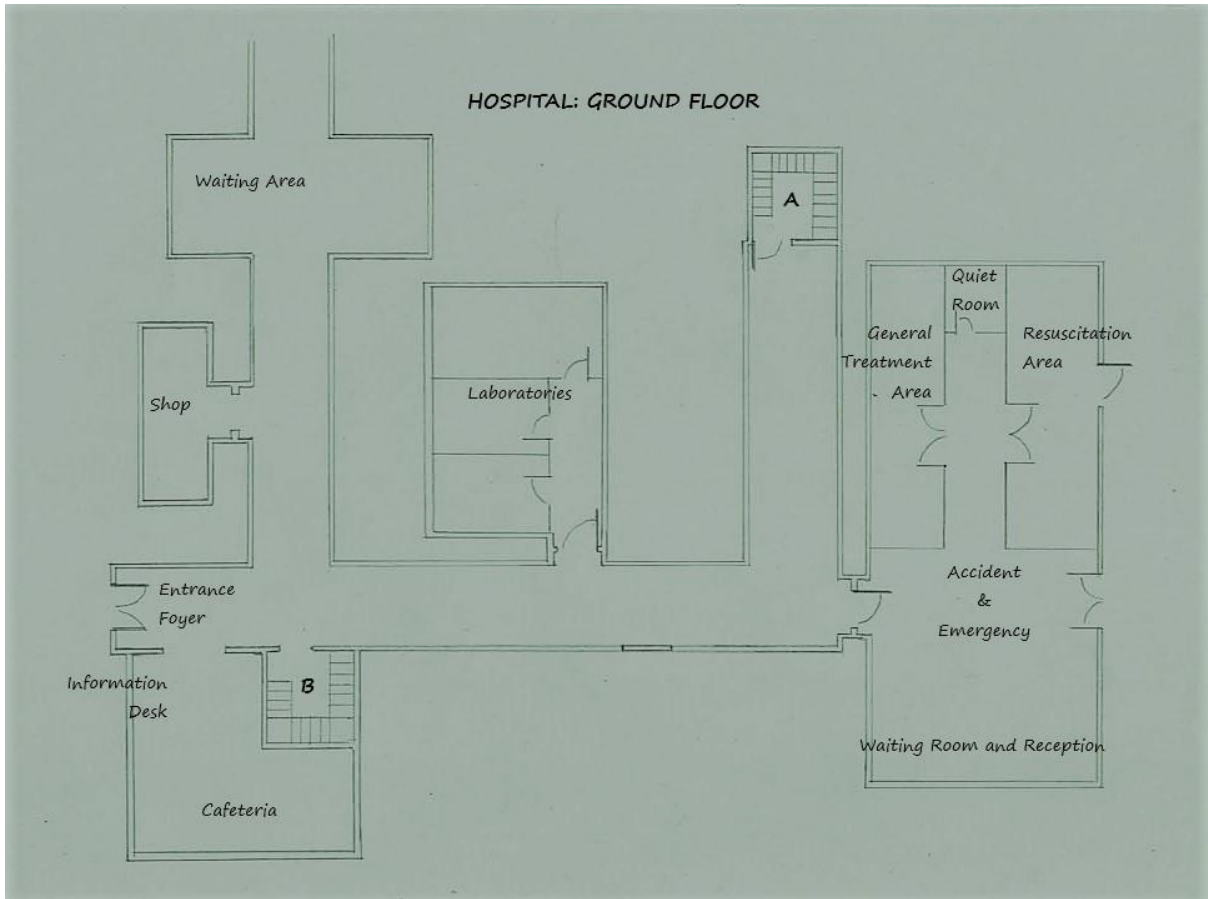 HOSPITAL: GROUND FLOOR
Waiting Area
A
Quiet
Room
General
Treatment
Area
Resuscitation
Area
Shop
Laboratories
Entrance
Foyer
Accident
&
Emergency
Information
Desk
B
Waiting Room and Reception
Cafeteria